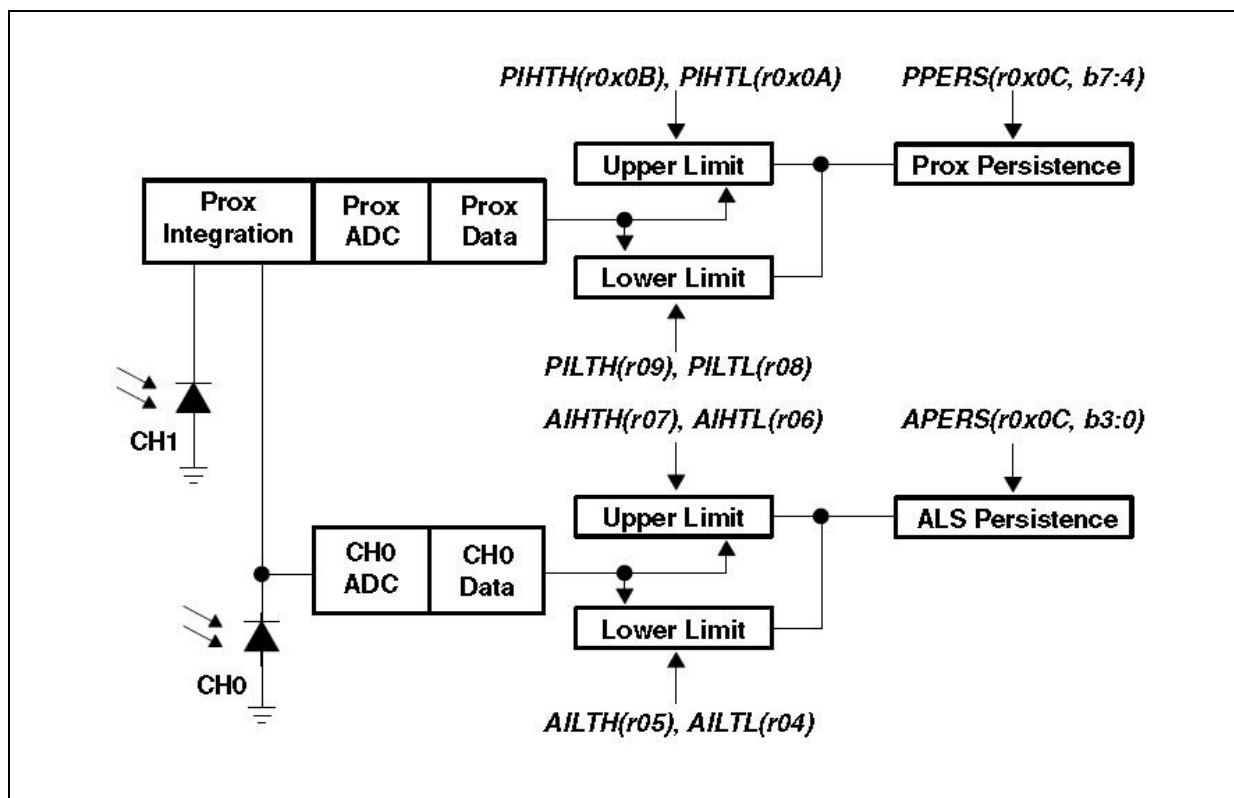 PIHTH(r0x0B), PIHTL(r0x0A)
PPERS(r0x0C, b7:4)
Upper Limit
Prox Persistence
Prox
Integration
Prox
ADC
Prox
Data
Lower Limit
PILTH(r09), PILTL(r08)
CH1
AIHTH(r07), AIHTL(r06)
APERS(r0x0C, b3:0)
Upper Limit
ALS Persistence
CH0
ADC
CH0
Data
Lower Limit
CH0
AILTH(r05), AILTL(r04)